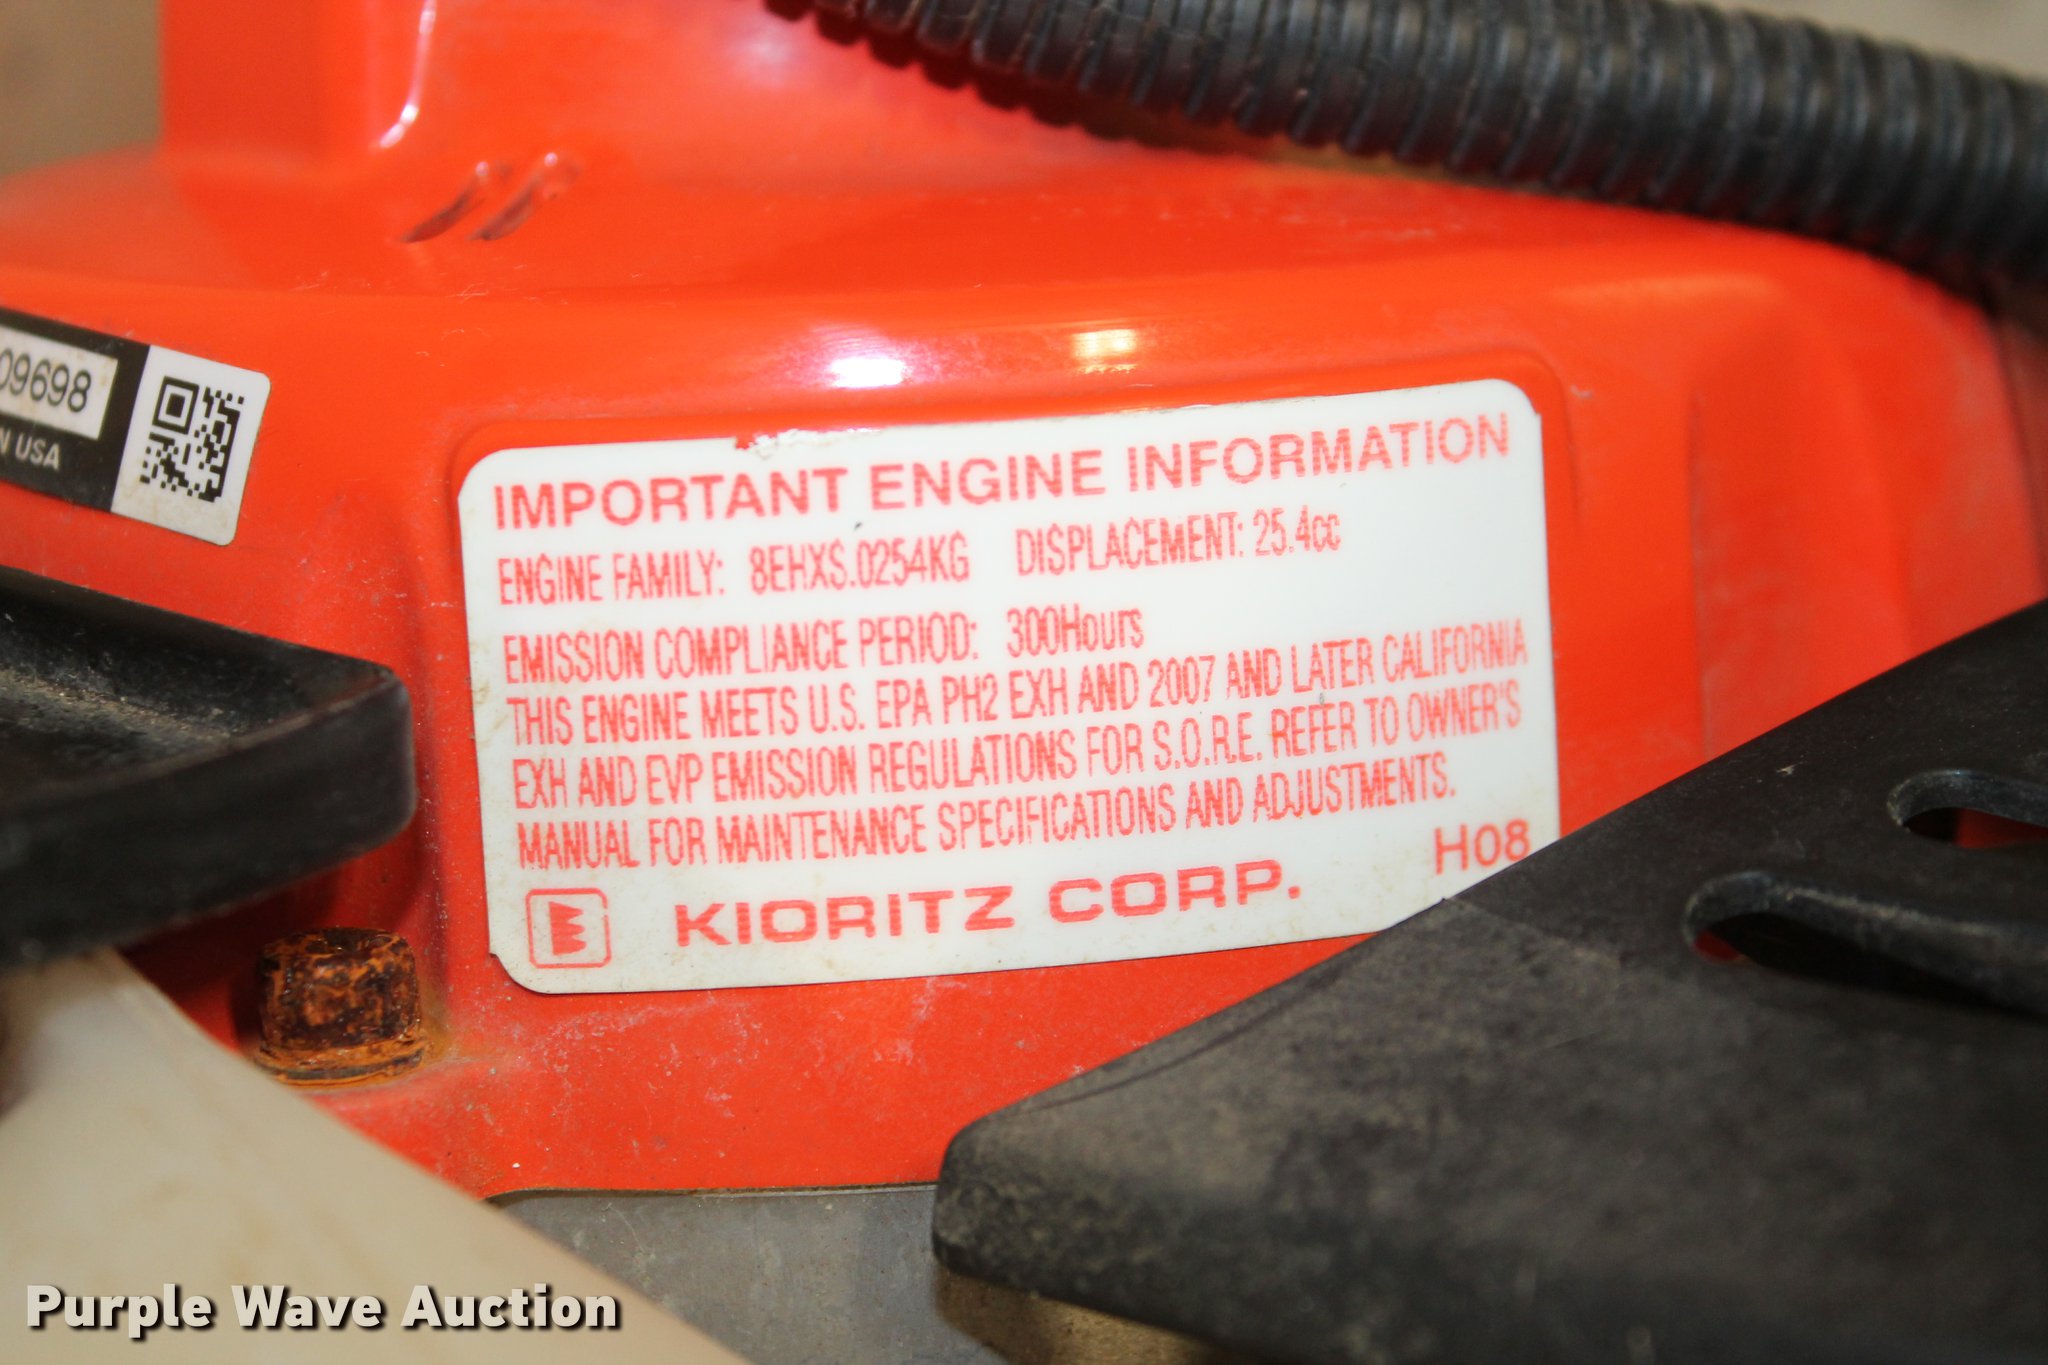 09698
N USA
IMPORTANT ENGINE INFORMATION
ENGINE FAMILY: 8EHXS.0254KG DISPLACEMENT: 25.4cc
EMISSION COMPLIANCE PERIOD: 300Hours
THIS ENGINE MEETS U.S. EPA PH2 EXH AND 2007 AND LATER CALIFORNIA
EXH AND EVP EMISSION REGULATIONS FOR S.O.R.E. REFER TO OWNER'S
MANUAL FOR MAINTENANCE SPECIFICATIONS AND ADJUSTMENTS.
KIORITZ CORP. H08
Purple Wave Auction